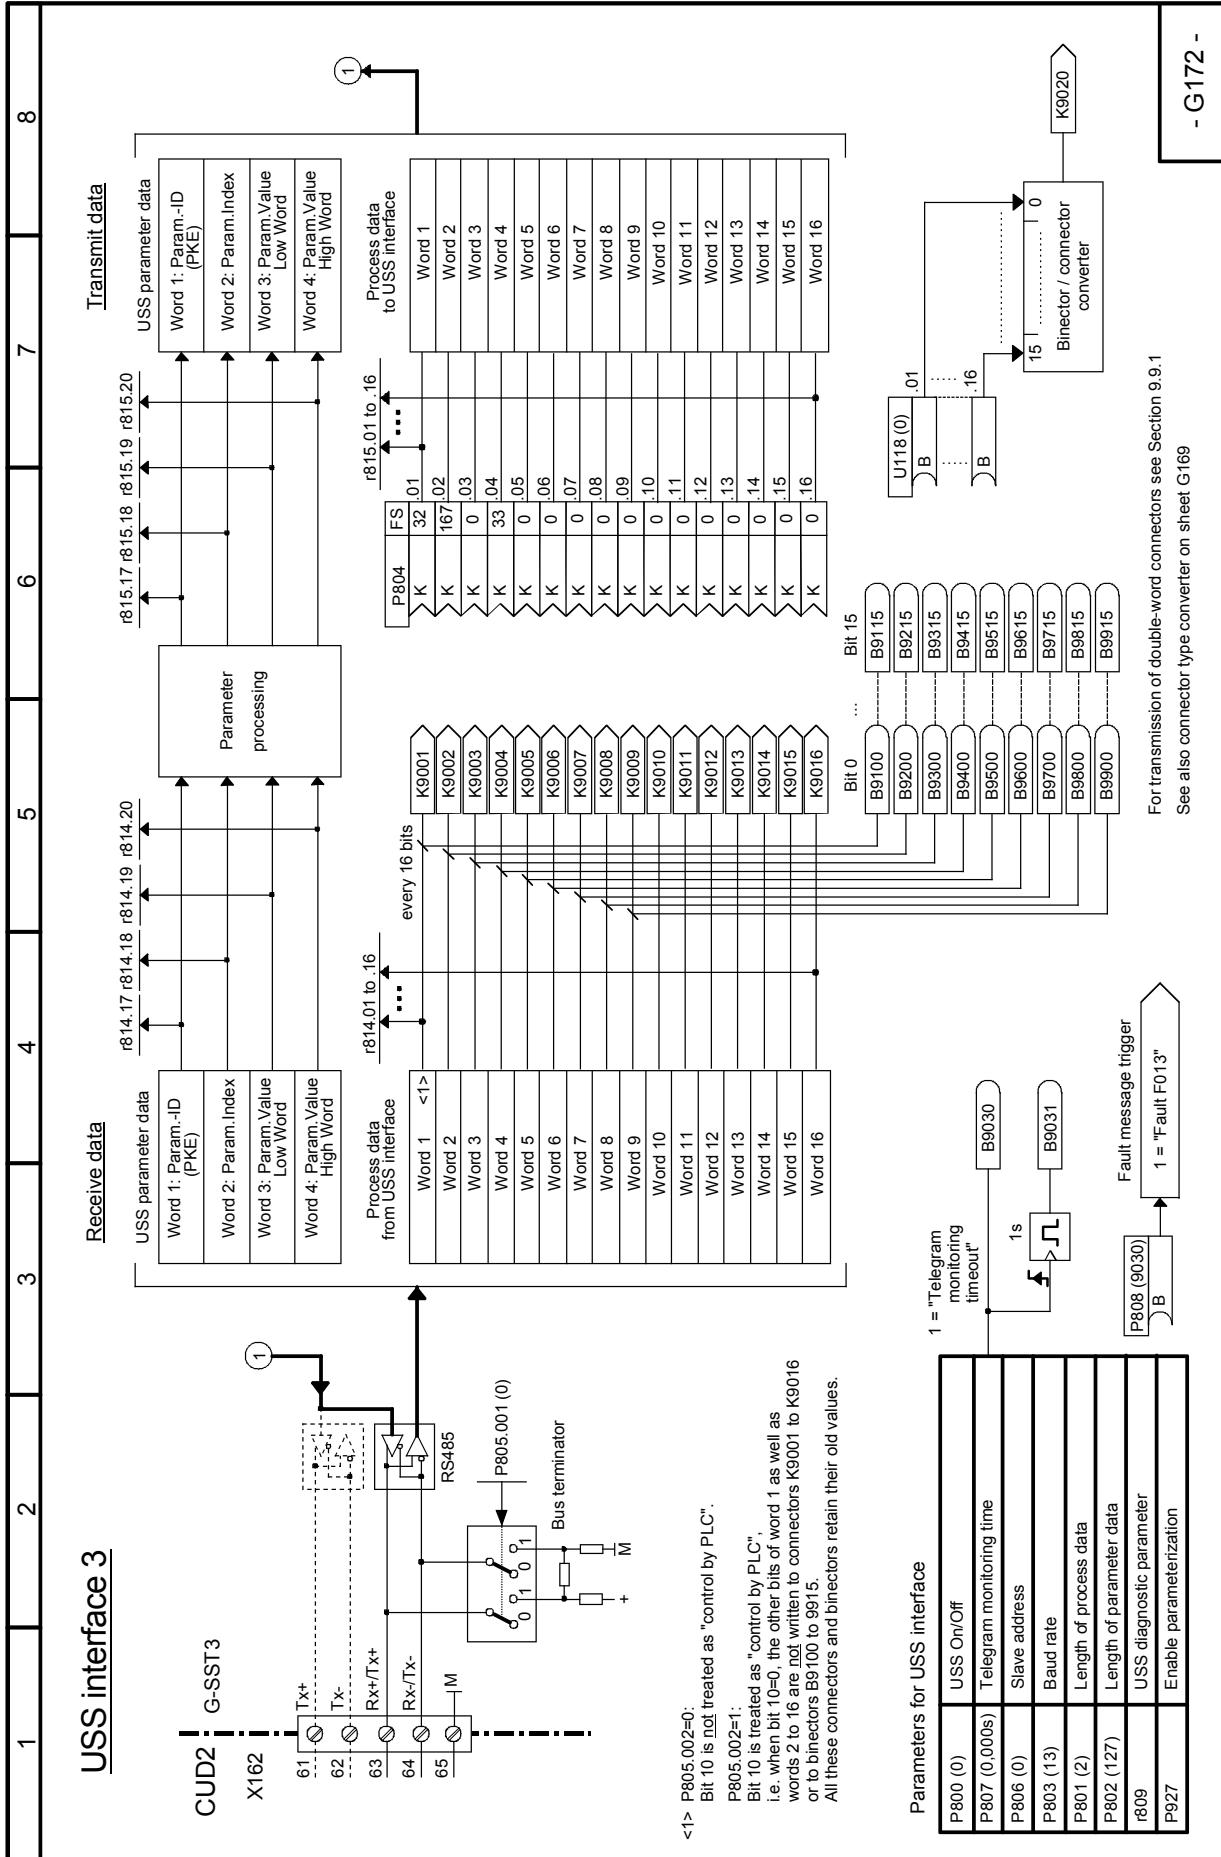 1 2 3 4 5 6 7 8
USS interface 3
CUD2 G-SST3
X162
61 Tx+
62 Tx-
63 Rx+/Tx+
64 Rx-/Tx-
65 M
1
RS485
P805.001 (0)
0 1 0 1
Bus terminator
+ M
<1> P805.002=0:
Bit 10 is not treated as "control by PLC".
P805.002=1:
Bit 10 is treated as "control by PLC",
i.e. when bit 10=0, the other bits of word 1 as well as
words 2 to 16 are not written to connectors K9001 to K9016
or to binectors B9100 to 9915.
All these connectors and binectors retain their old values.
Parameters for USS interface
P800 (0) USS On/Off
P807 (0,000s) Telegram monitoring time
P806 (0) Slave address
P803 (13) Baud rate
P801 (2) Length of process data
P802 (127) Length of parameter data
r809 USS diagnostic parameter
P927 Enable parameterization
1 = "Telegram
monitoring
timeout"
B9030
1s
B9031
P808 (9030)
B
Fault message trigger
1 = "Fault F013"
Receive data
USS parameter data
Word 1: Param.-ID
(PKE)
Word 2: Param.Index
Word 3: Param.Value
Low Word
Word 4: Param.Value
High Word
r814.17 r814.18 r814.19 r814.20
Parameter
processing
r815.17 r815.18 r815.19 r815.20
Transmit data
USS parameter data
Word 1: Param.-ID
(PKE)
Word 2: Param.Index
Word 3: Param.Value
Low Word
Word 4: Param.Value
High Word
1
Process data
from USS interface
Word 1 <1>
Word 2
Word 3
Word 4
Word 5
Word 6
Word 7
Word 8
Word 9
Word 10
Word 11
Word 12
Word 13
Word 14
Word 15
Word 16
r814.01 to .16
every 16 bits
K9001
K9002
K9003
K9004
K9005
K9006
K9007
K9008
K9009
K9010
K9011
K9012
K9013
K9014
K9015
K9016
Bit 0 ... Bit 15
B9100 B9115
B9200 B9215
B9300 B9315
B9400 B9415
B9500 B9515
B9600 B9615
B9700 B9715
B9800 B9815
B9900 B9915
P804 FS
K 32 .01
K 167 .02
K 0 .03
K 33 .04
K 0 .05
K 0 .06
K 0 .07
K 0 .08
K 0 .09
K 0 .10
K 0 .11
K 0 .12
K 0 .13
K 0 .14
K 0 .15
K 0 .16
r815.01 to .16
Process data
to USS interface
Word 1
Word 2
Word 3
Word 4
Word 5
Word 6
Word 7
Word 8
Word 9
Word 10
Word 11
Word 12
Word 13
Word 14
Word 15
Word 16
U118 (0)
B .01
B .16
15 0
Binector / connector
converter
K9020
For transmission of double-word connectors see Section 9.9.1
See also connector type converter on sheet G169
- G172 -